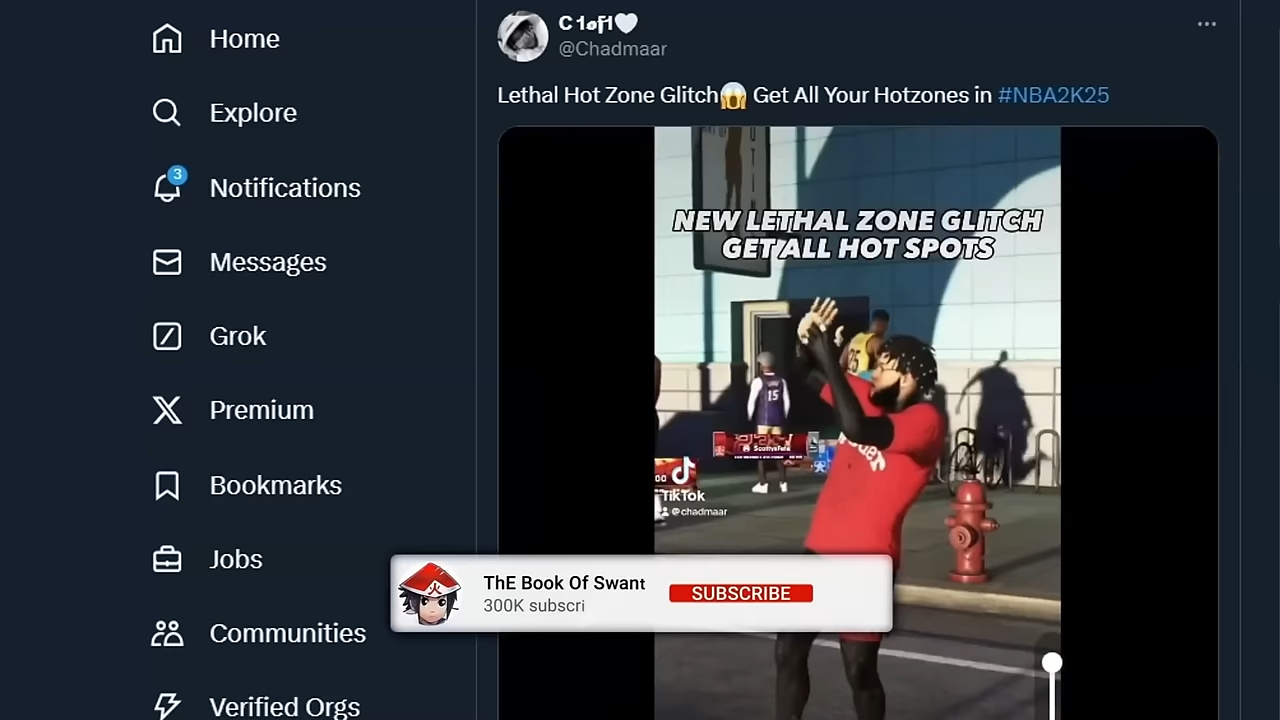 Home
Explore
3
Notifications
Messages
Grok
Premium
Bookmarks
Jobs
Communities
Verified Orgs
C1ofi🤍
@Chadmaar
Lethal Hot Zone Glitch😱 Get All Your Hotzones in #NBA2K25
NEW LETHAL ZONE GLITCH
GET ALL HOT SPOTS
15
TikTok
@chadmaar
ThE Book Of Swant
300K subscri
SUBSCRIBE